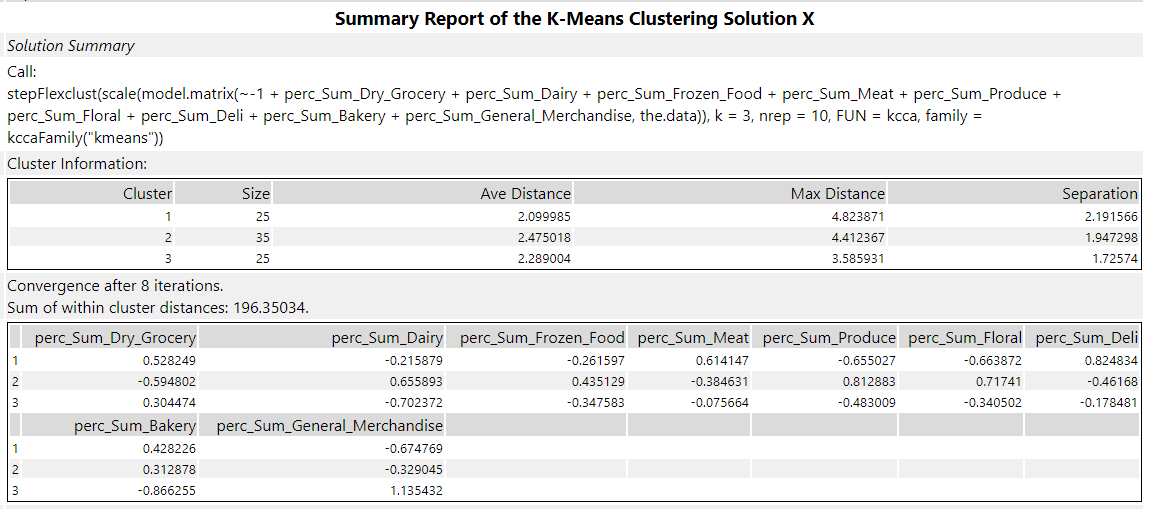 Summary Report of the K-Means Clustering Solution X
Solution Summary
Call:
stepFlexclust(scale(model.matrix(~-1 + perc_Sum_Dry_Grocery + perc_Sum_Dairy + perc_Sum_Frozen_Food + perc_Sum_Meat + perc_Sum_Produce +
perc_Sum_Floral + perc_Sum_Deli + perc_Sum_Bakery + perc_Sum_General_Merchandise, the.data)), k = 3, nrep = 10, FUN = kcca, family =
kccaFamily("kmeans"))
Cluster Information:
Cluster Size Ave Distance Max Distance Separation
1 25 2.099985 4.823871 2.191566
2 35 2.475018 4.412367 1.947298
3 25 2.289004 3.585931 1.72574
Convergence after 8 iterations.
Sum of within cluster distances: 196.35034.
perc_Sum_Dry_Grocery perc_Sum_Dairy perc_Sum_Frozen_Food perc_Sum_Meat perc_Sum_Produce perc_Sum_Floral perc_Sum_Deli
1 0.528249 -0.215879 -0.261597 0.614147 -0.655027 -0.663872 0.824834
2 -0.594802 0.655893 0.435129 -0.384631 0.812883 0.71741 -0.46168
3 0.304474 -0.702372 -0.347583 -0.075664 -0.483009 -0.340502 -0.178481
perc_Sum_Bakery perc_Sum_General_Merchandise
1 0.428226 -0.674769
2 0.312878 -0.329045
3 -0.866255 1.135432